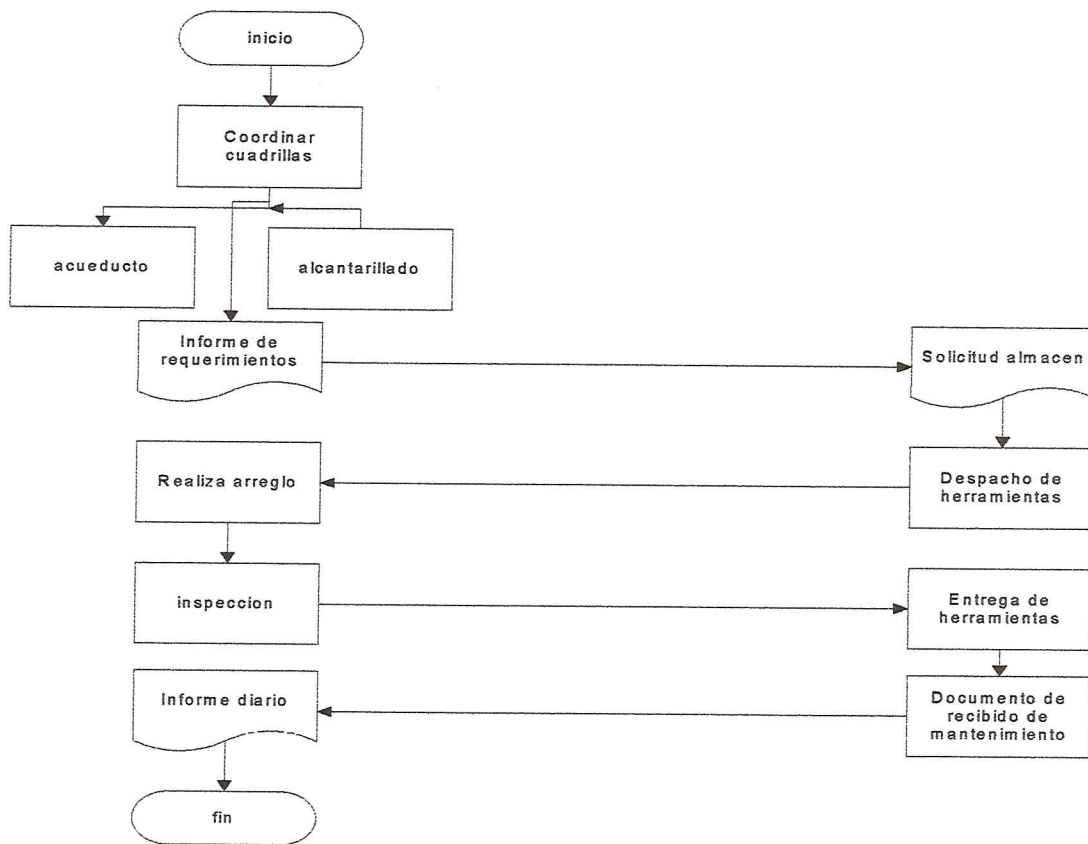 inicio
Coordinar
cuadrillas
acueducto
alcantarillado
Informe de
requerimientos
Solicitud almacen
Realiza arreglo
Despacho de
herramientas
inspeccion
Entrega de
herramientas
Informe diario
Documento de
recibido de
mantenimiento
fin